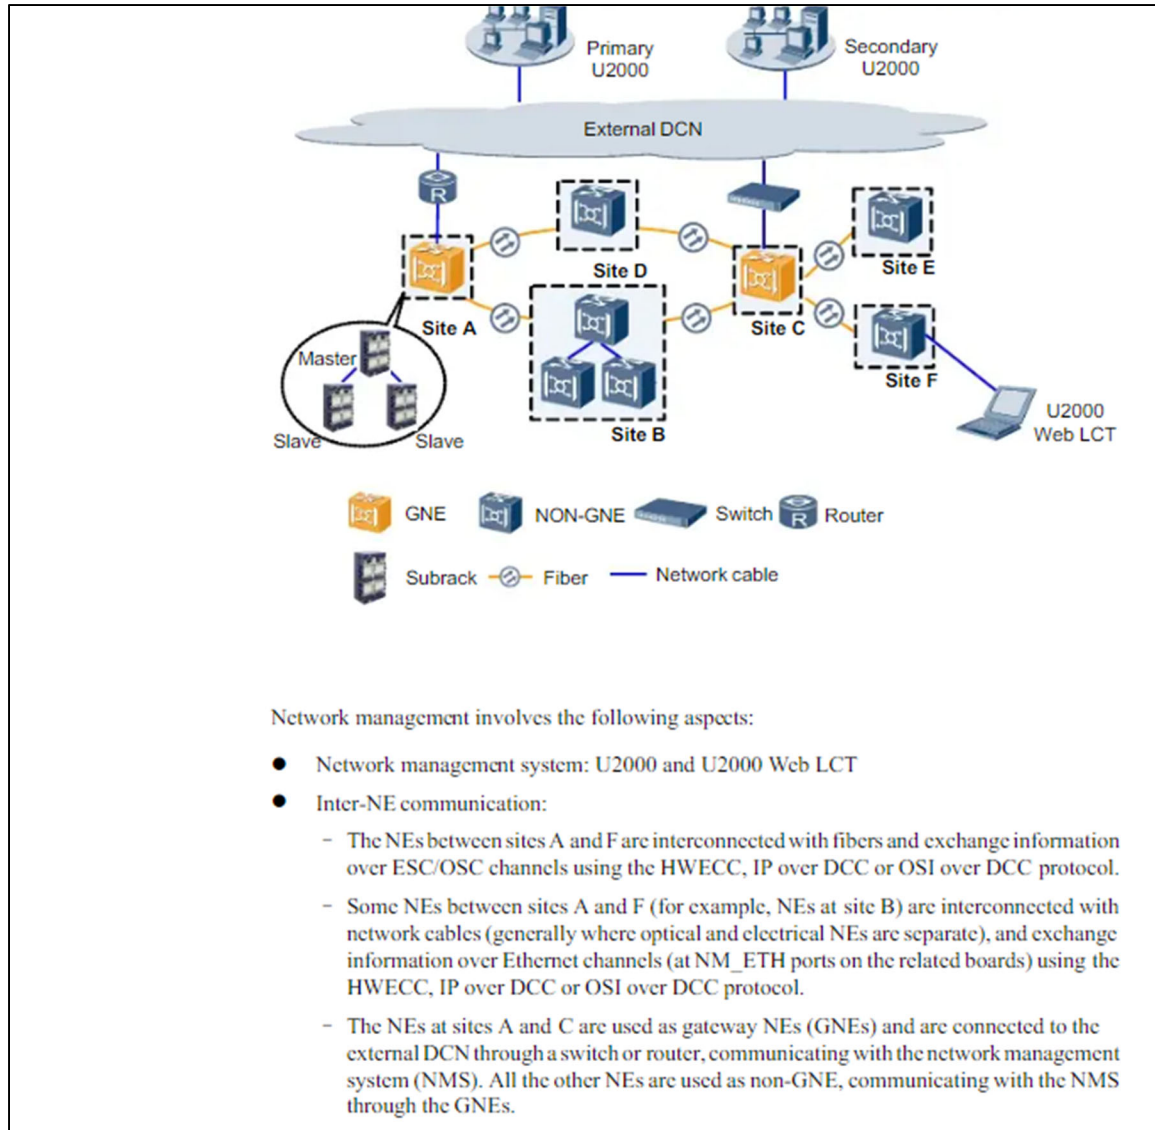 Primary
U2000
Secondary
U2000
External DCN
R
Site D
Site E
Site A
Site C
Master
Site F
Slave
Slave
Site B
U2000
Web LCT
GNE
NON-GNE
Switch
R
Router
Subrack
Fiber
Network cable
Network management involves the following aspects:
● Network management system: U2000 and U2000 Web LCT
● Inter-NE communication:
– The NEs between sites A and F are interconnected with fibers and exchange information
over ESC/OSC channels using the HWECC, IP over DCC or OSI over DCC protocol.
– Some NEs between sites A and F (for example, NEs at site B) are interconnected with
network cables (generally where optical and electrical NEs are separate), and exchange
information over Ethernet channels (at NM_ETH ports on the related boards) using the
HWECC, IP over DCC or OSI over DCC protocol.
– The NEs at sites A and C are used as gateway NEs (GNEs) and are connected to the
external DCN through a switch or router, communicating with the network management
system (NMS). All the other NEs are used as non-GNE, communicating with the NMS
through the GNEs.